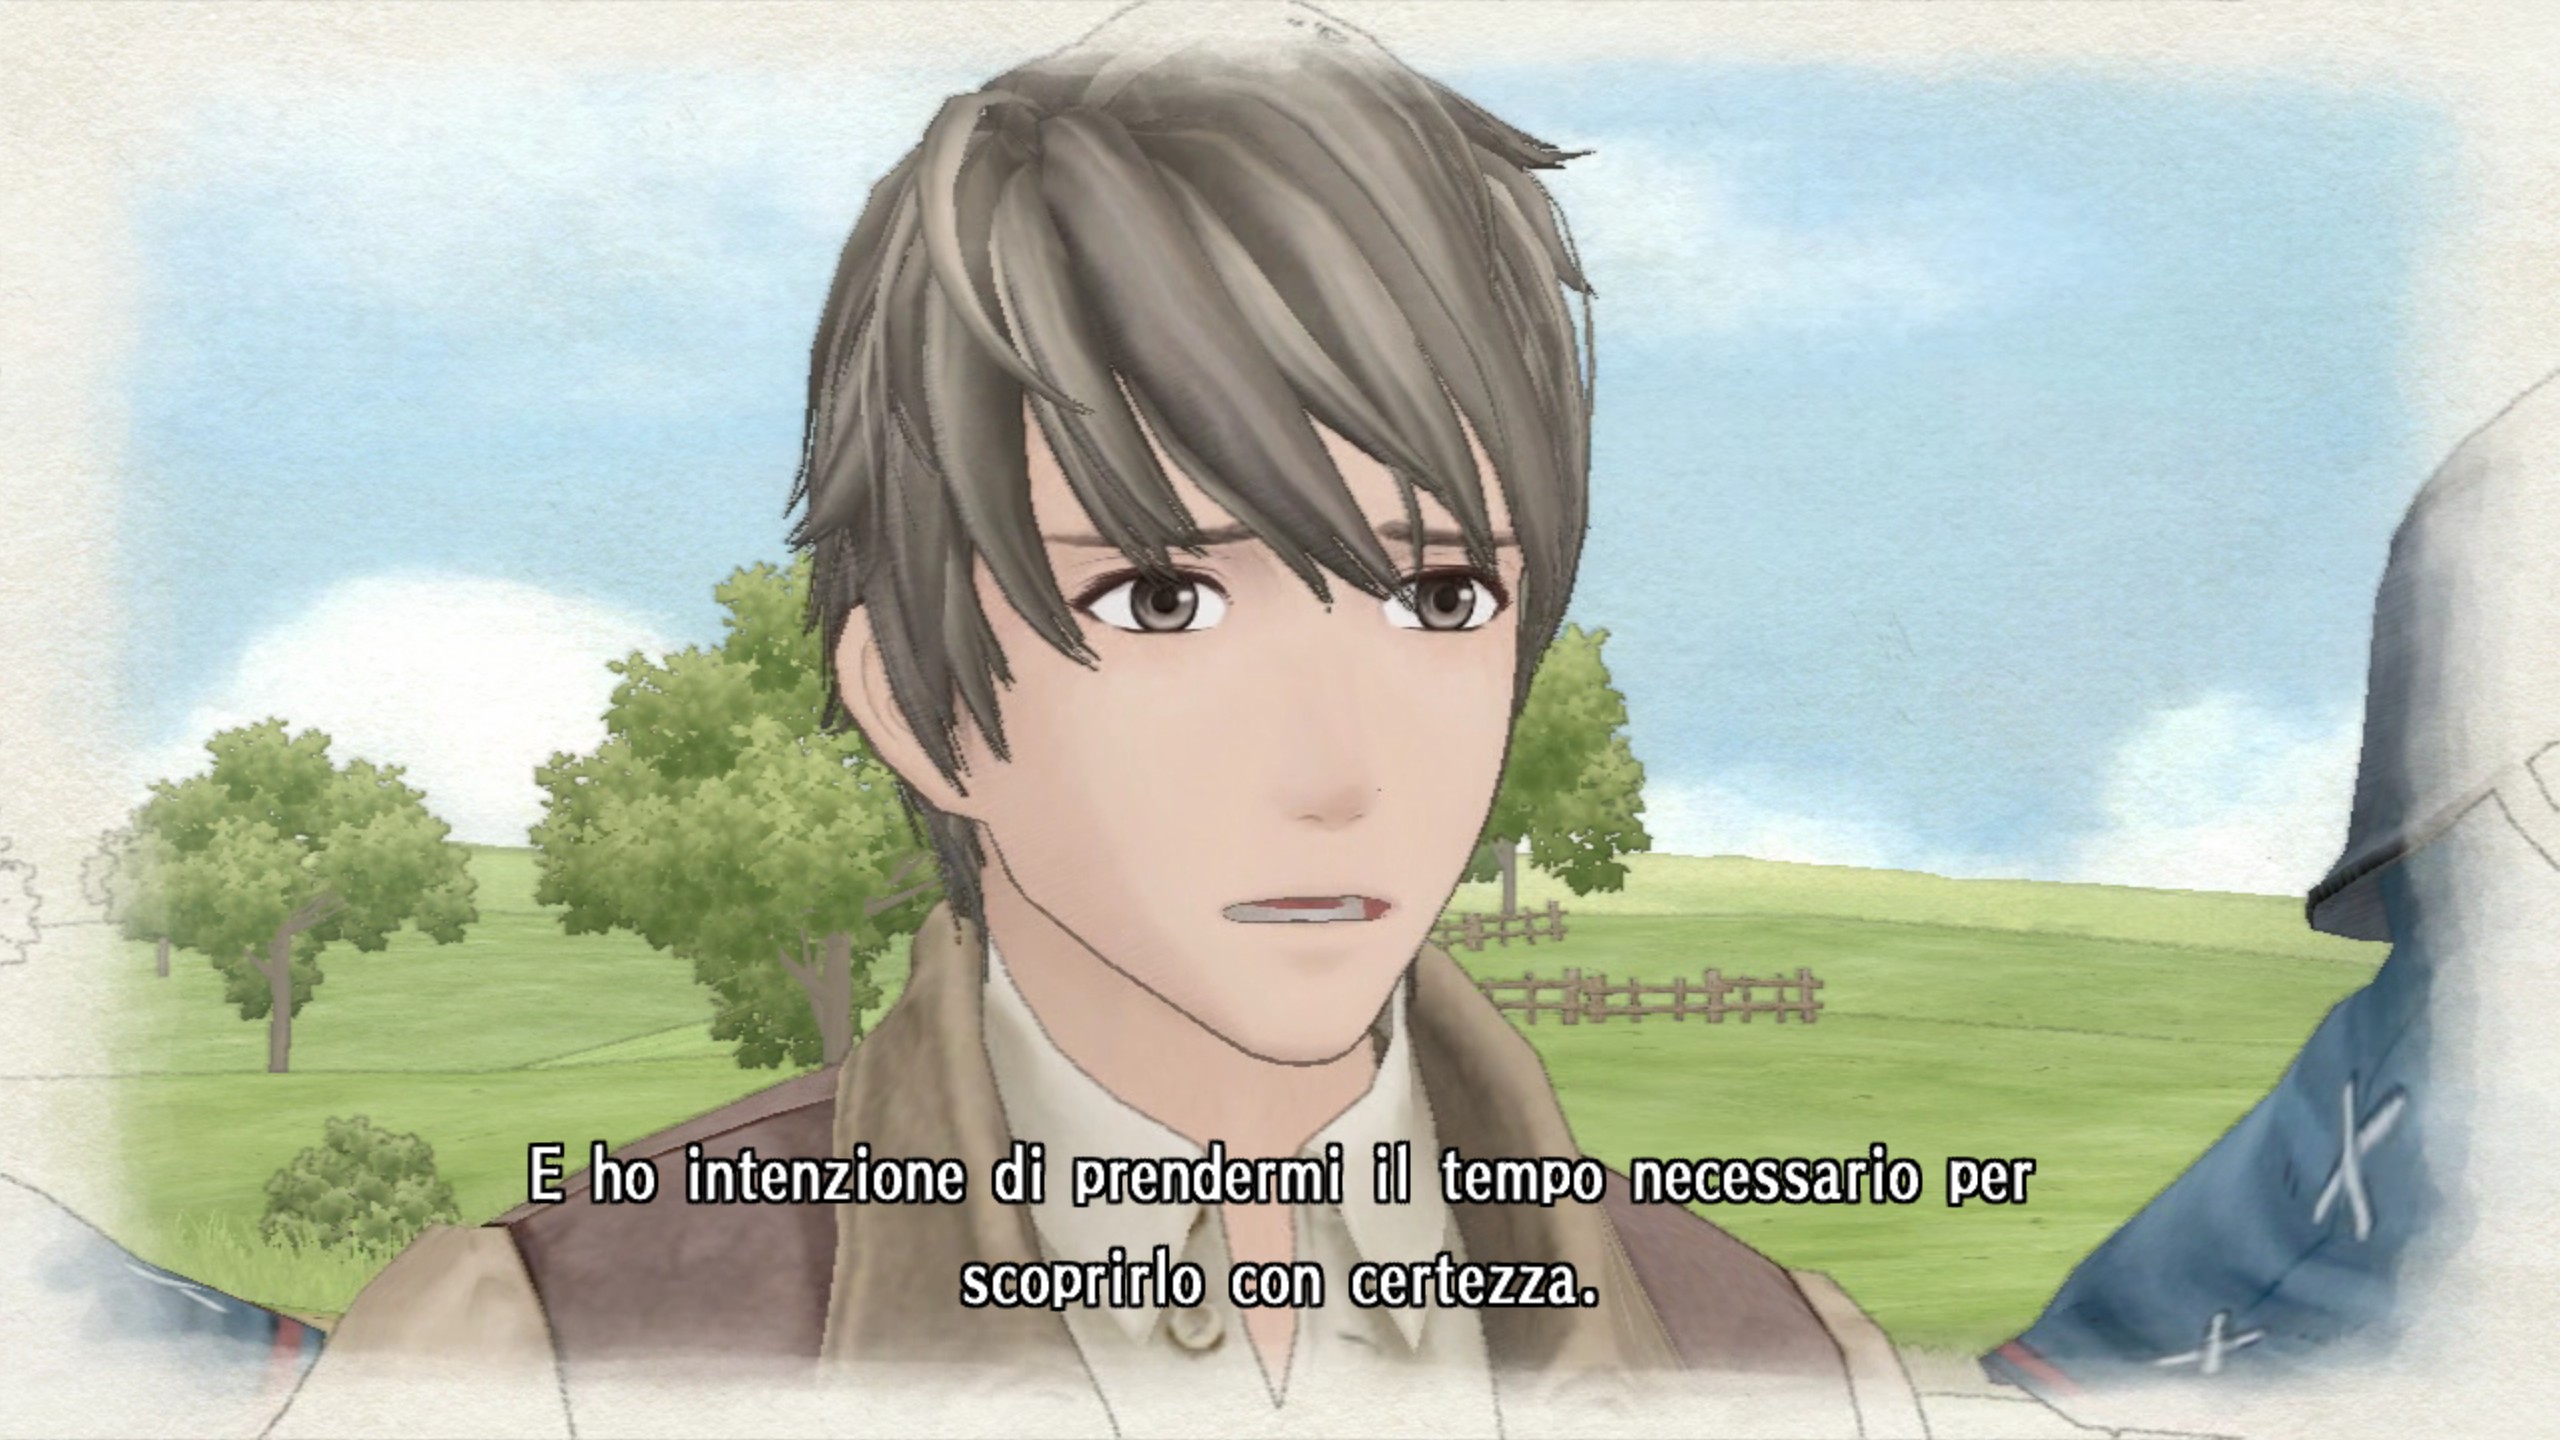 E ho intenzione di prendermi il tempo necessario per
scoprirlo con certezza.